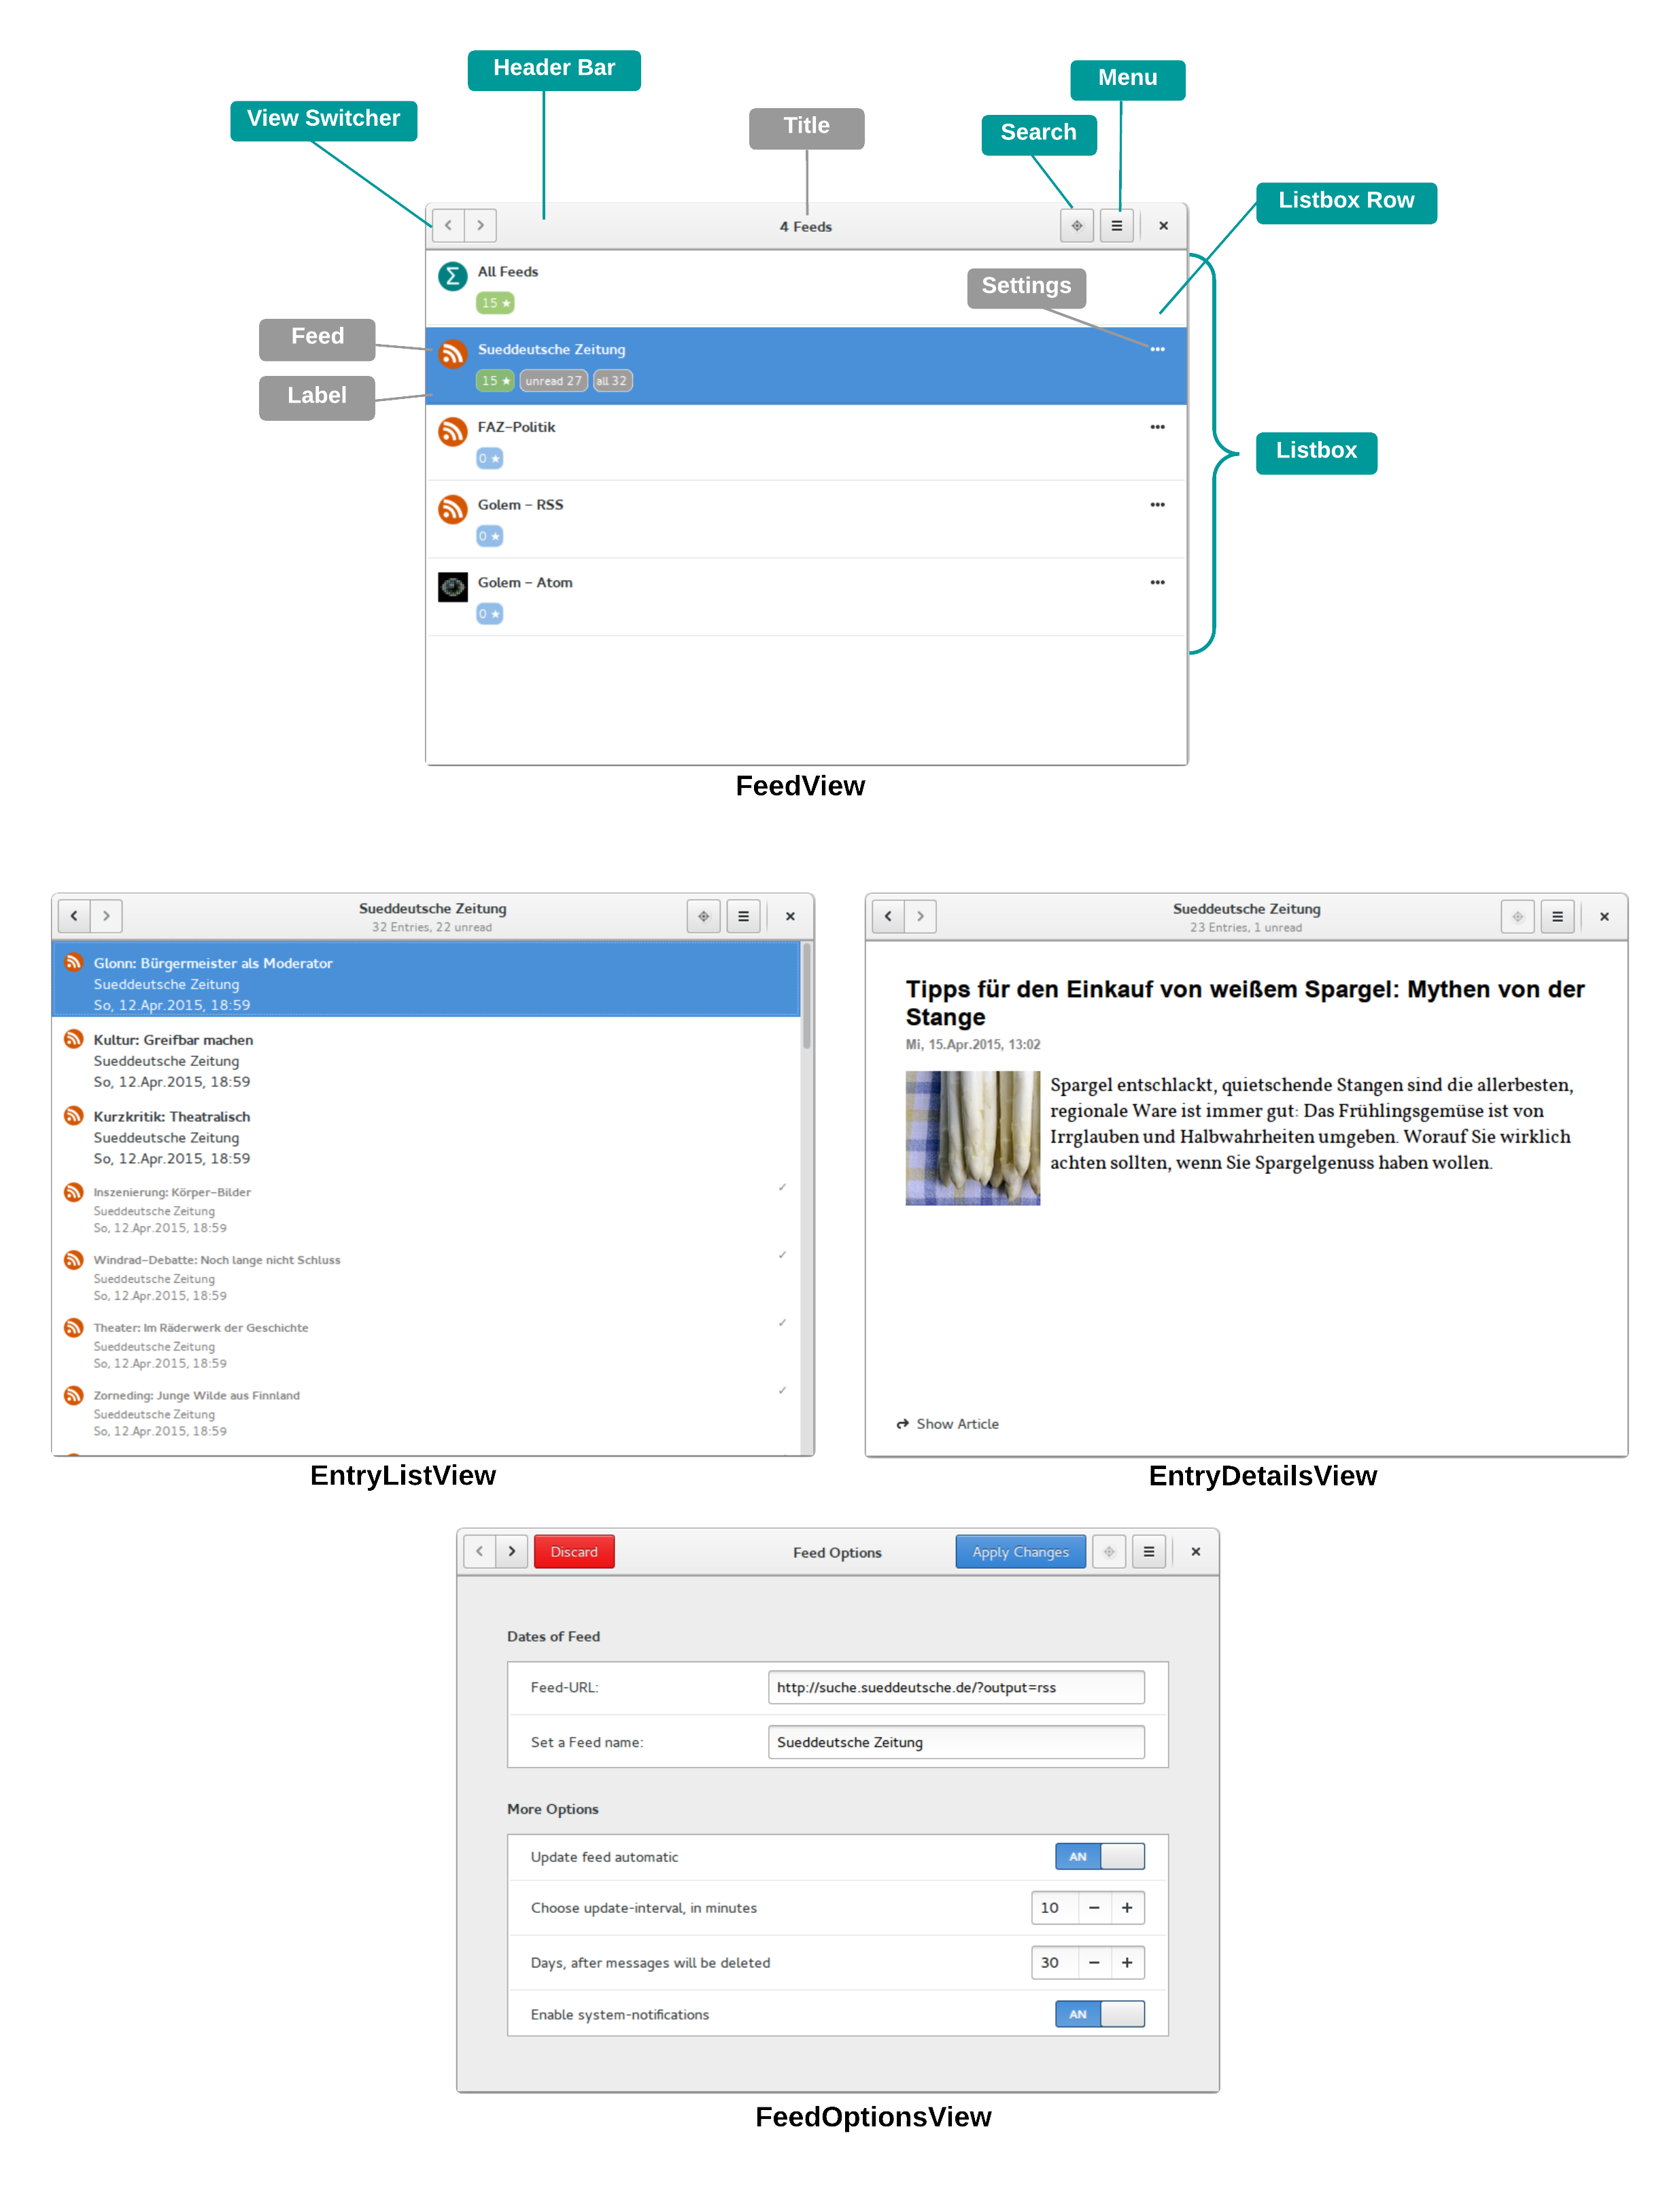 Header Bar
Menu
View Switcher
Title
Search
Listbox Row
4 Feeds
All Feeds
15 ★
Settings
Feed
Sueddeutsche Zeitung
15 ★ unread 27 all 32
Label
FAZ-Politik
0 ★
Listbox
Golem - RSS
0 ★
Golem - Atom
0 ★
FeedView
Sueddeutsche Zeitung
32 Entries, 22 unread
Glonn: Bürgermeister als Moderator
Sueddeutsche Zeitung
So, 12.Apr.2015, 18:59
Kultur: Greifbar machen
Sueddeutsche Zeitung
So, 12.Apr.2015, 18:59
Kurzkritik: Theatralisch
Sueddeutsche Zeitung
So, 12.Apr.2015, 18:59
Inszenierung: Körper-Bilder
Sueddeutsche Zeitung
So, 12.Apr.2015, 18:59
Windrad-Debatte: Noch lange nicht Schluss
Sueddeutsche Zeitung
So, 12.Apr.2015, 18:59
Theater: Im Räderwerk der Geschichte
Sueddeutsche Zeitung
So, 12.Apr.2015, 18:59
Zorneding: Junge Wilde aus Finnland
Sueddeutsche Zeitung
So, 12.Apr.2015, 18:59
EntryListView
Sueddeutsche Zeitung
23 Entries, 1 unread
Tipps für den Einkauf von weißem Spargel: Mythen von der
Stange
Mi, 15.Apr.2015, 13:02
Spargel entschlackt, quietschende Stangen sind die allerbesten,
regionale Ware ist immer gut: Das Frühlingsgemüse ist von
Irrglauben und Halbwahrheiten umgeben. Worauf Sie wirklich
achten sollten, wenn Sie Spargelgenuss haben wollen.
Show Article
EntryDetailsView
Discard
Feed Options
Apply Changes
Dates of Feed
Feed-URL: http://suche.sueddeutsche.de/?output=rss
Set a Feed name: Sueddeutsche Zeitung
More Options
Update feed automatic AN
Choose update-interval, in minutes 10 − +
Days, after messages will be deleted 30 − +
Enable system-notifications AN
FeedOptionsView